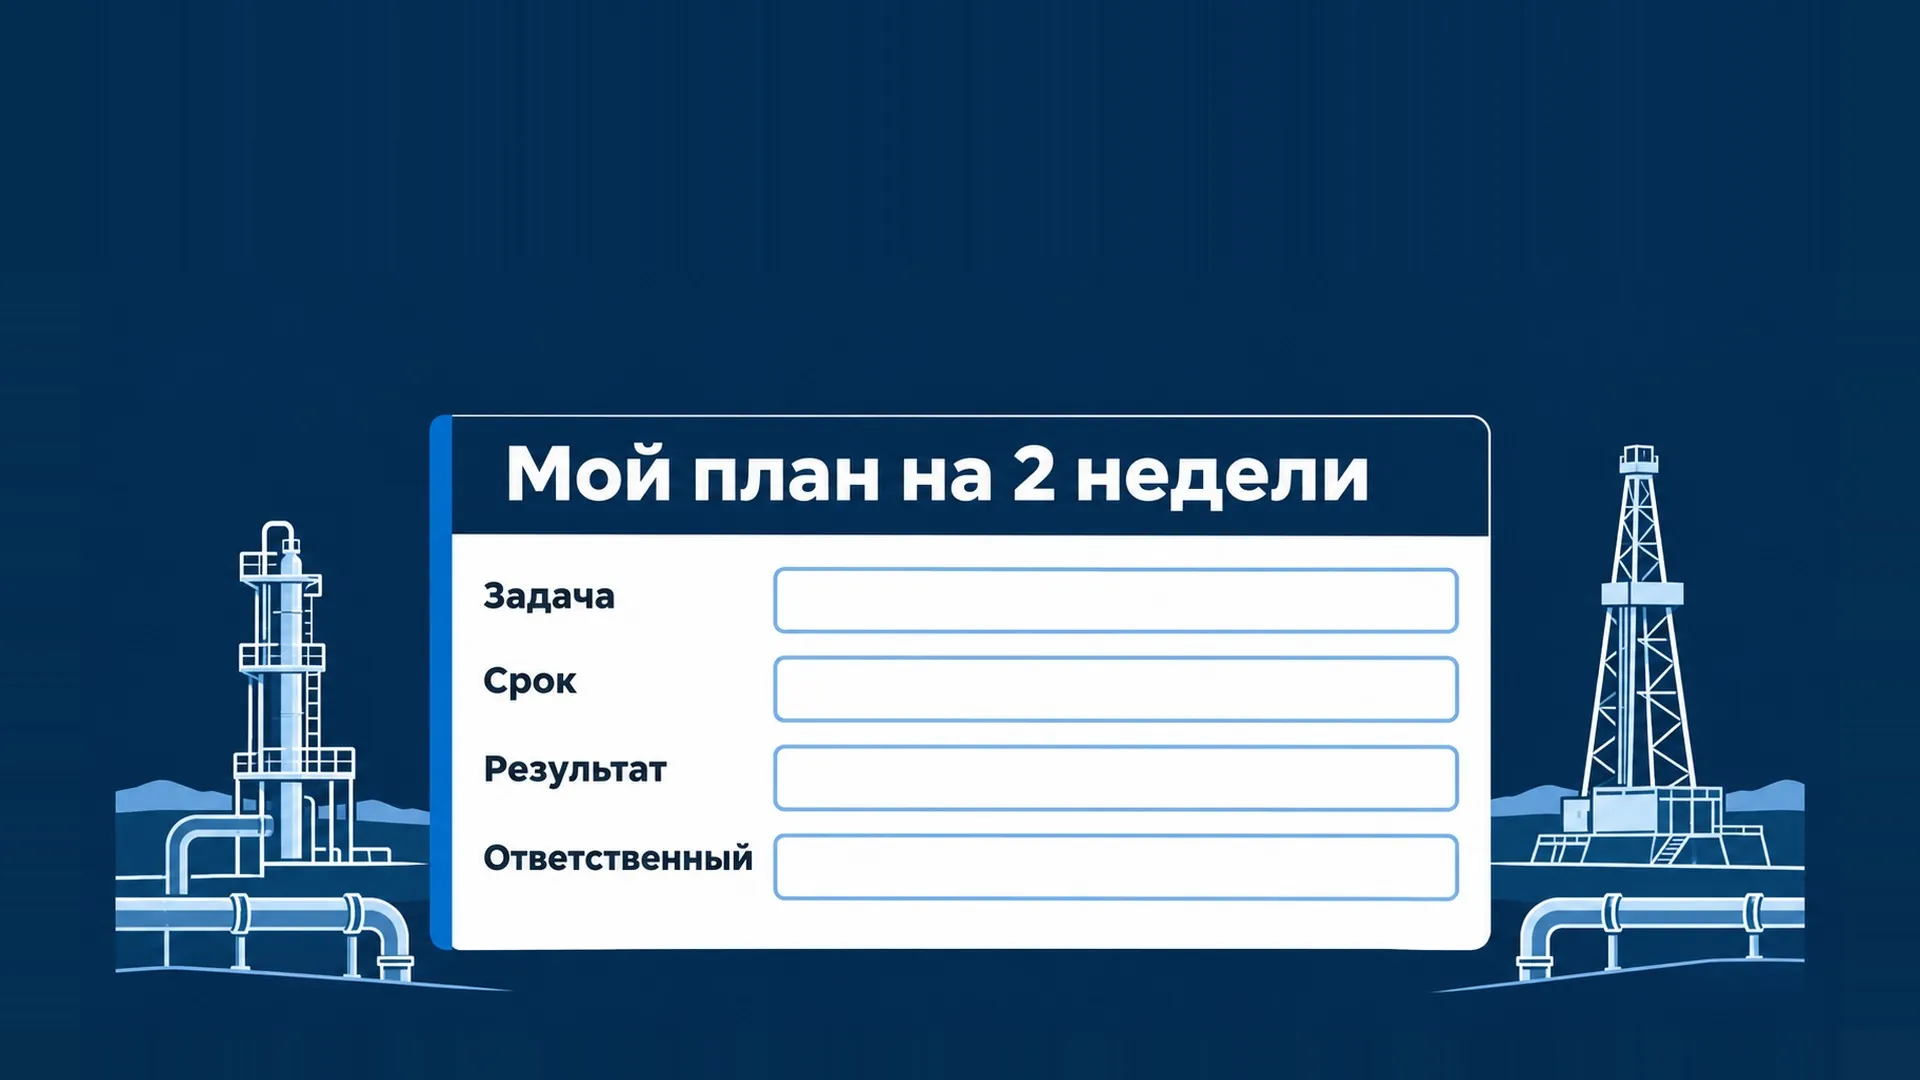 Мой план на 2 недели
Задача
Срок
Результат
Ответственный